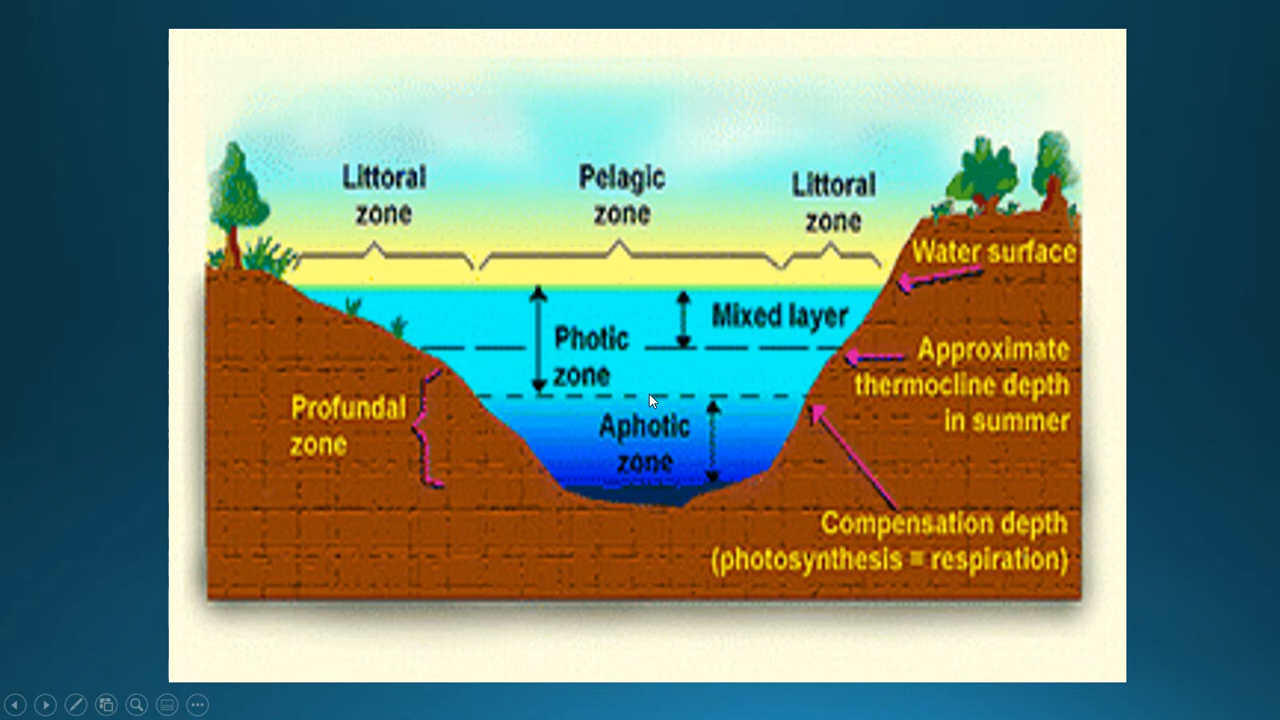 Littoral
zone
Pelagic
zone
Littoral
zone
Water surface
Mixed layer
Photic
zone
Approximate
thermocline depth
in summer
Profundal
zone
Aphotic
zone
Compensation depth
(photosynthesis = respiration)